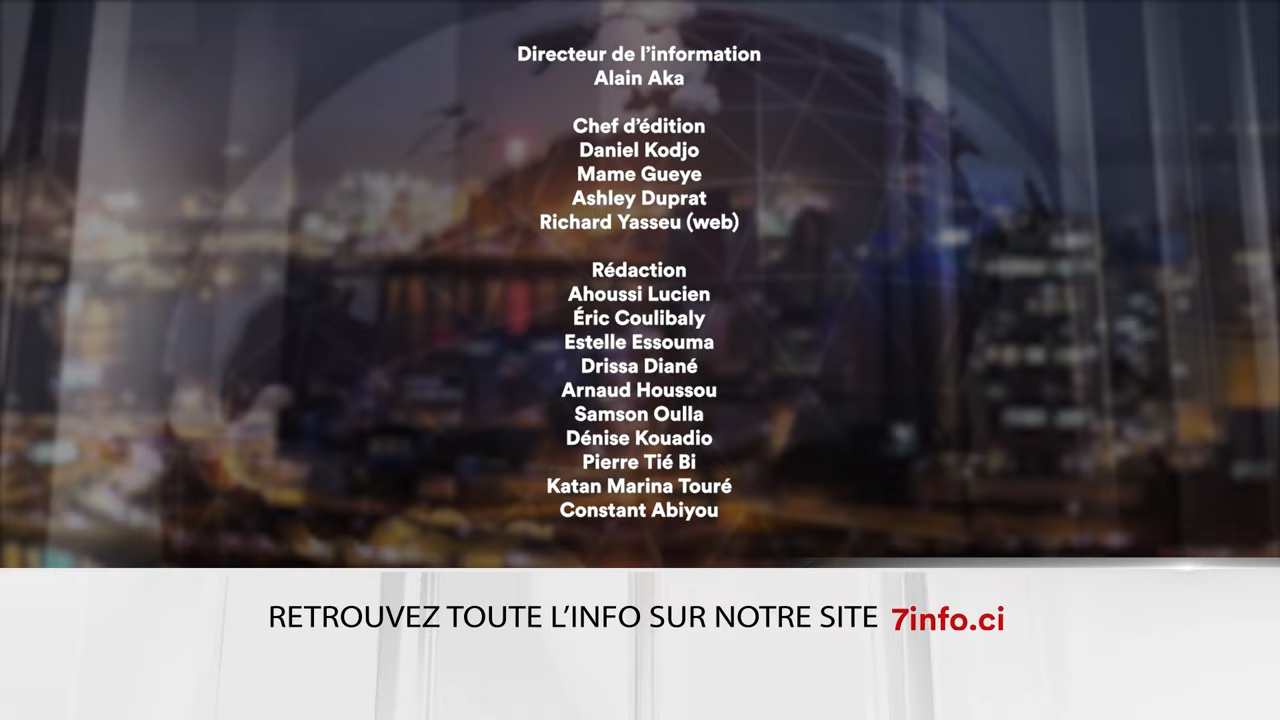 Directeur de l’information
Alain Aka
Chef d’édition
Daniel Kodjo
Mame Gueye
Ashley Duprat
Richard Yasseu (web)
Rédaction
Ahoussi Lucien
Éric Coulibaly
Estelle Essouma
Drissa Diané
Arnaud Houssou
Samson Oulla
Dénise Kouadio
Pierre Tié Bi
Katan Marina Touré
Constant Abiyou
RETROUVEZ TOUTE L’INFO SUR NOTRE SITE 7info.ci